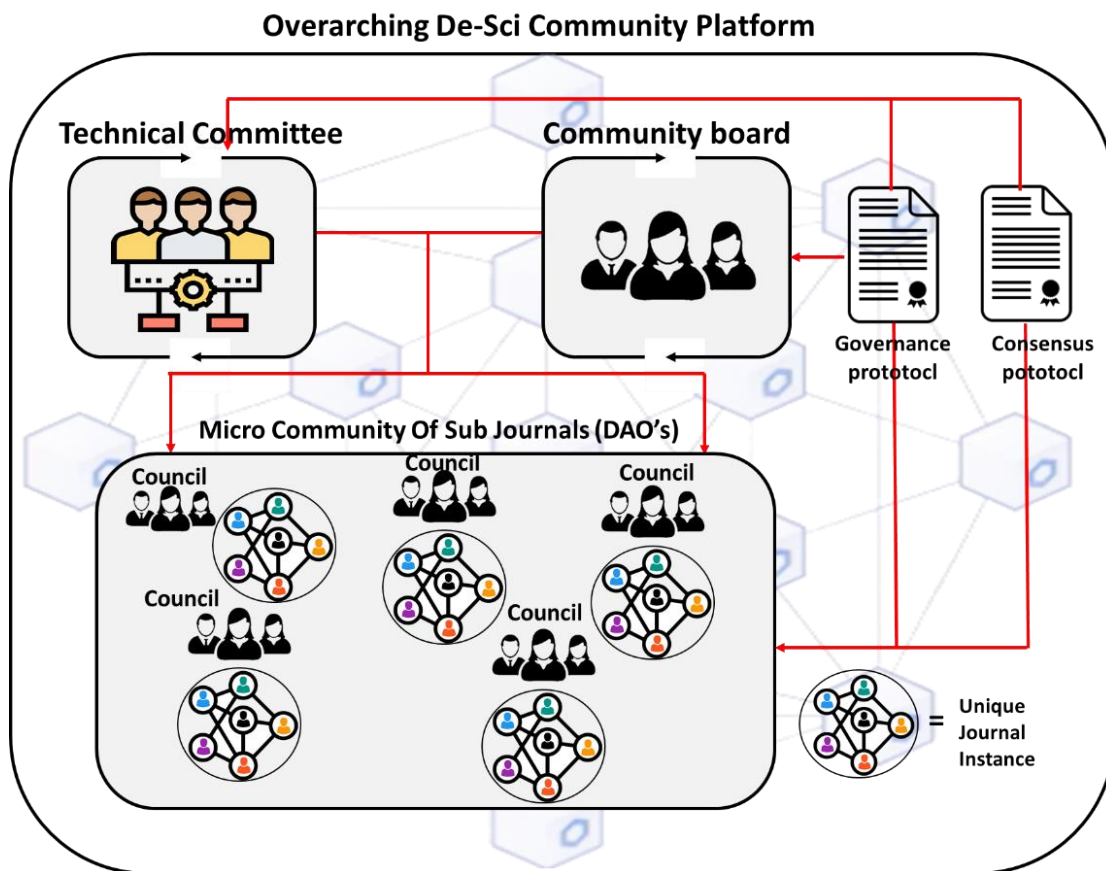 Overarching De-Sci Community Platform
Technical Committee
Community board
Governance
prototocl
Consensus
pototocl
Micro Community Of Sub Journals (DAO's)
Council
Council
Council
Council
Council
= Unique
Journal
Instance